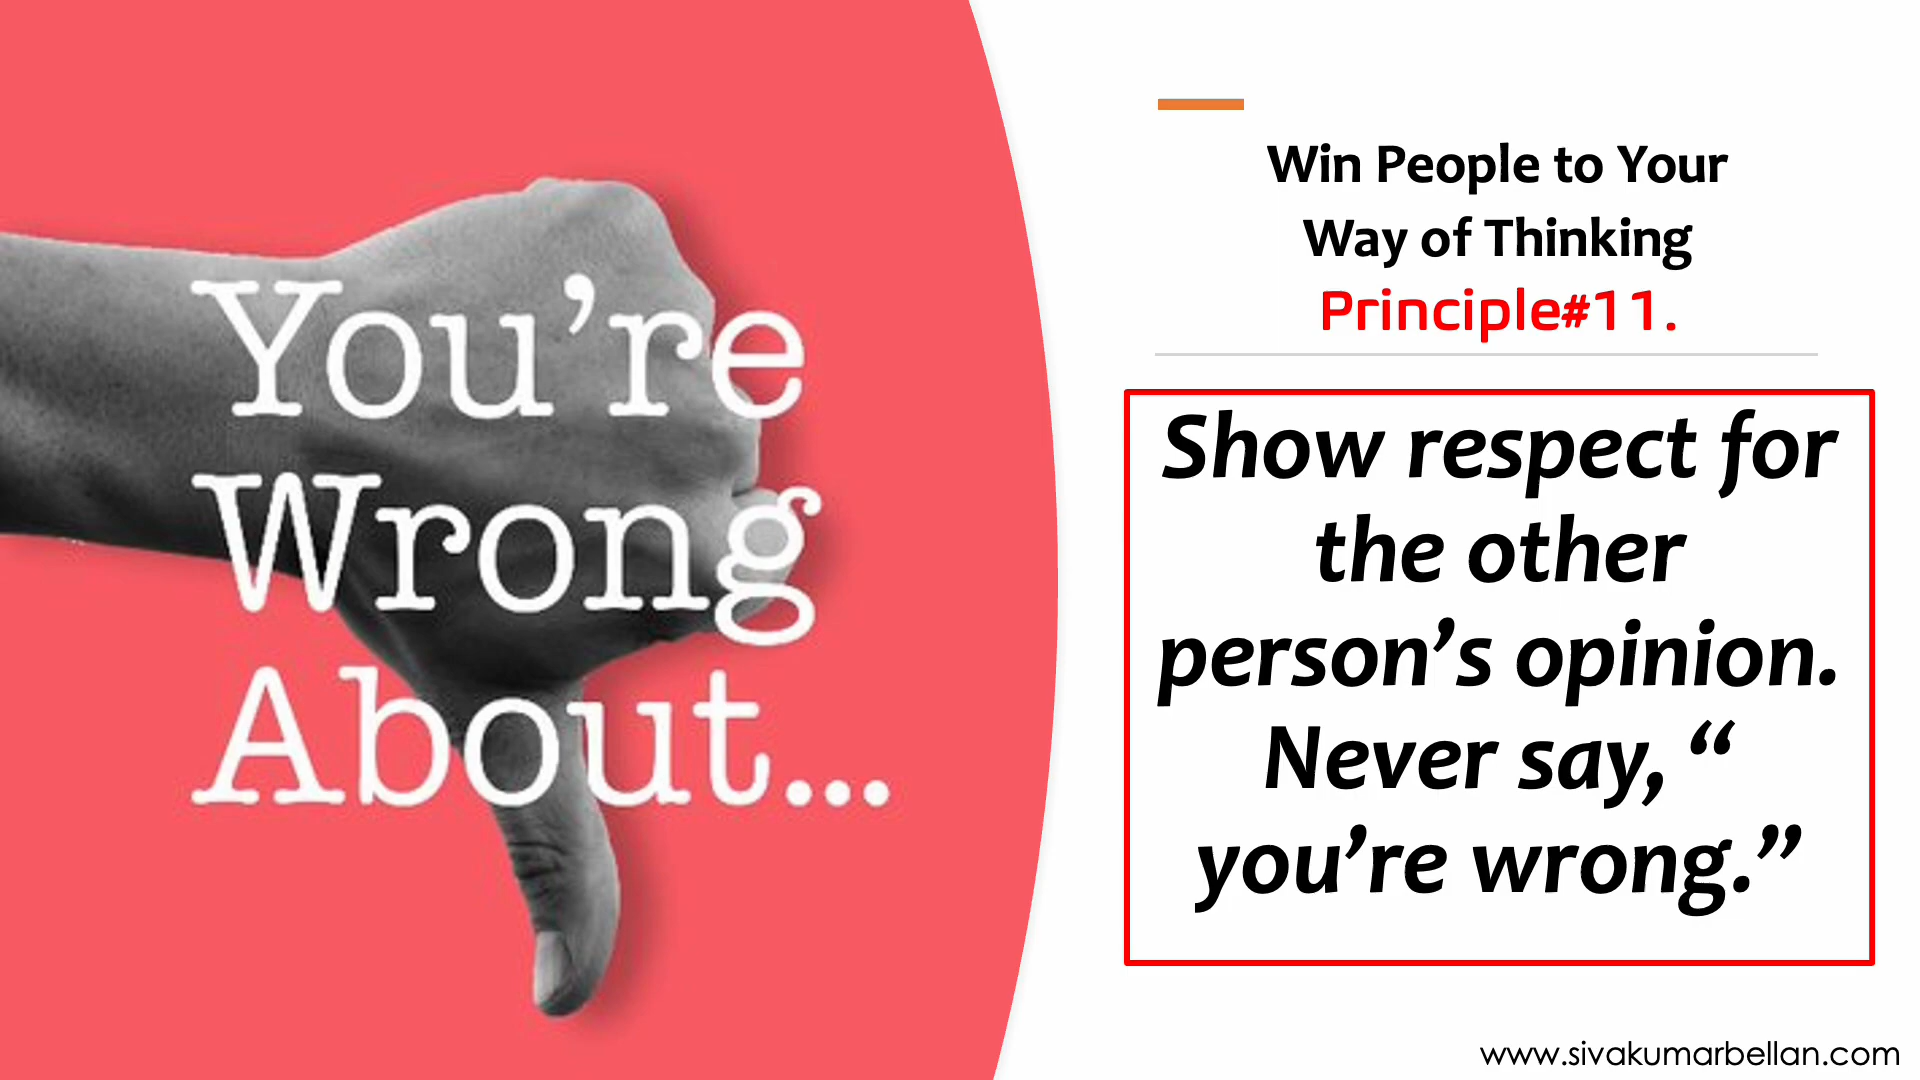 You’re
Wrong
About...
Win People to Your
Way of Thinking
Principle#11.
Show respect for
the other
person’s opinion.
Never say, “
you’re wrong.”
www.sivakumarbellan.com